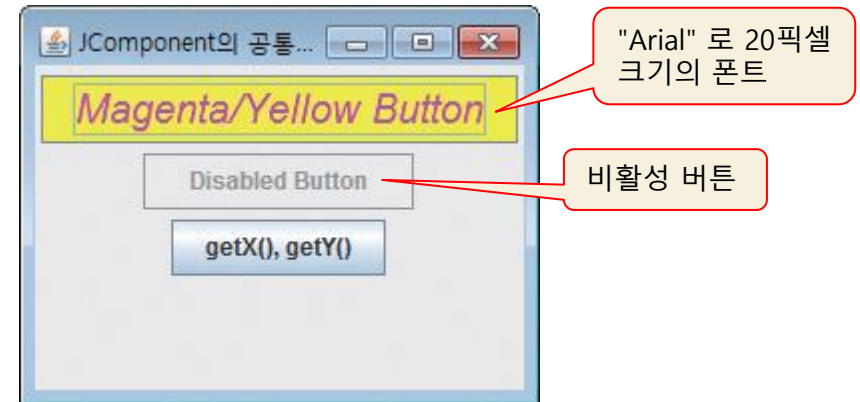 JComponent의 공통...
"Arial" 로 20픽셀
크기의 폰트
Magenta/Yellow Button
Disabled Button
비활성 버튼
getX(), getY()